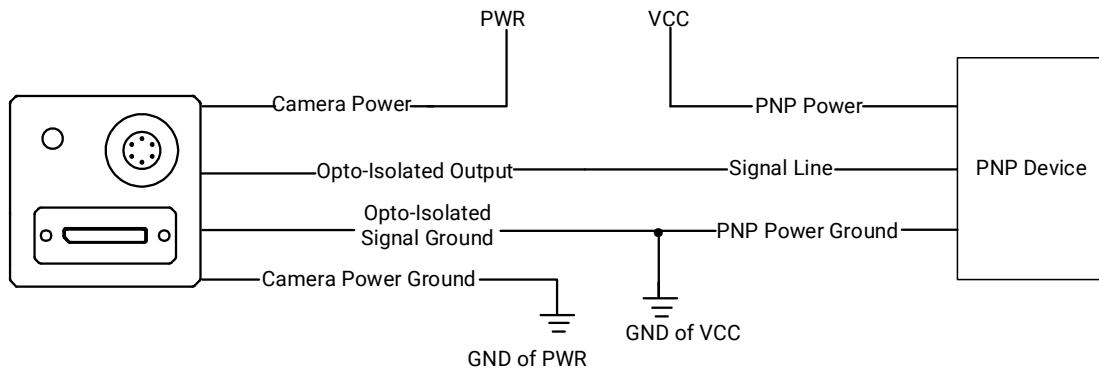 PWR
VCC
Camera Power
PNP Power
Opto-Isolated Output
Signal Line
PNP Device
Opto-Isolated
Signal Ground
PNP Power Ground
Camera Power Ground
GND of VCC
GND of PWR